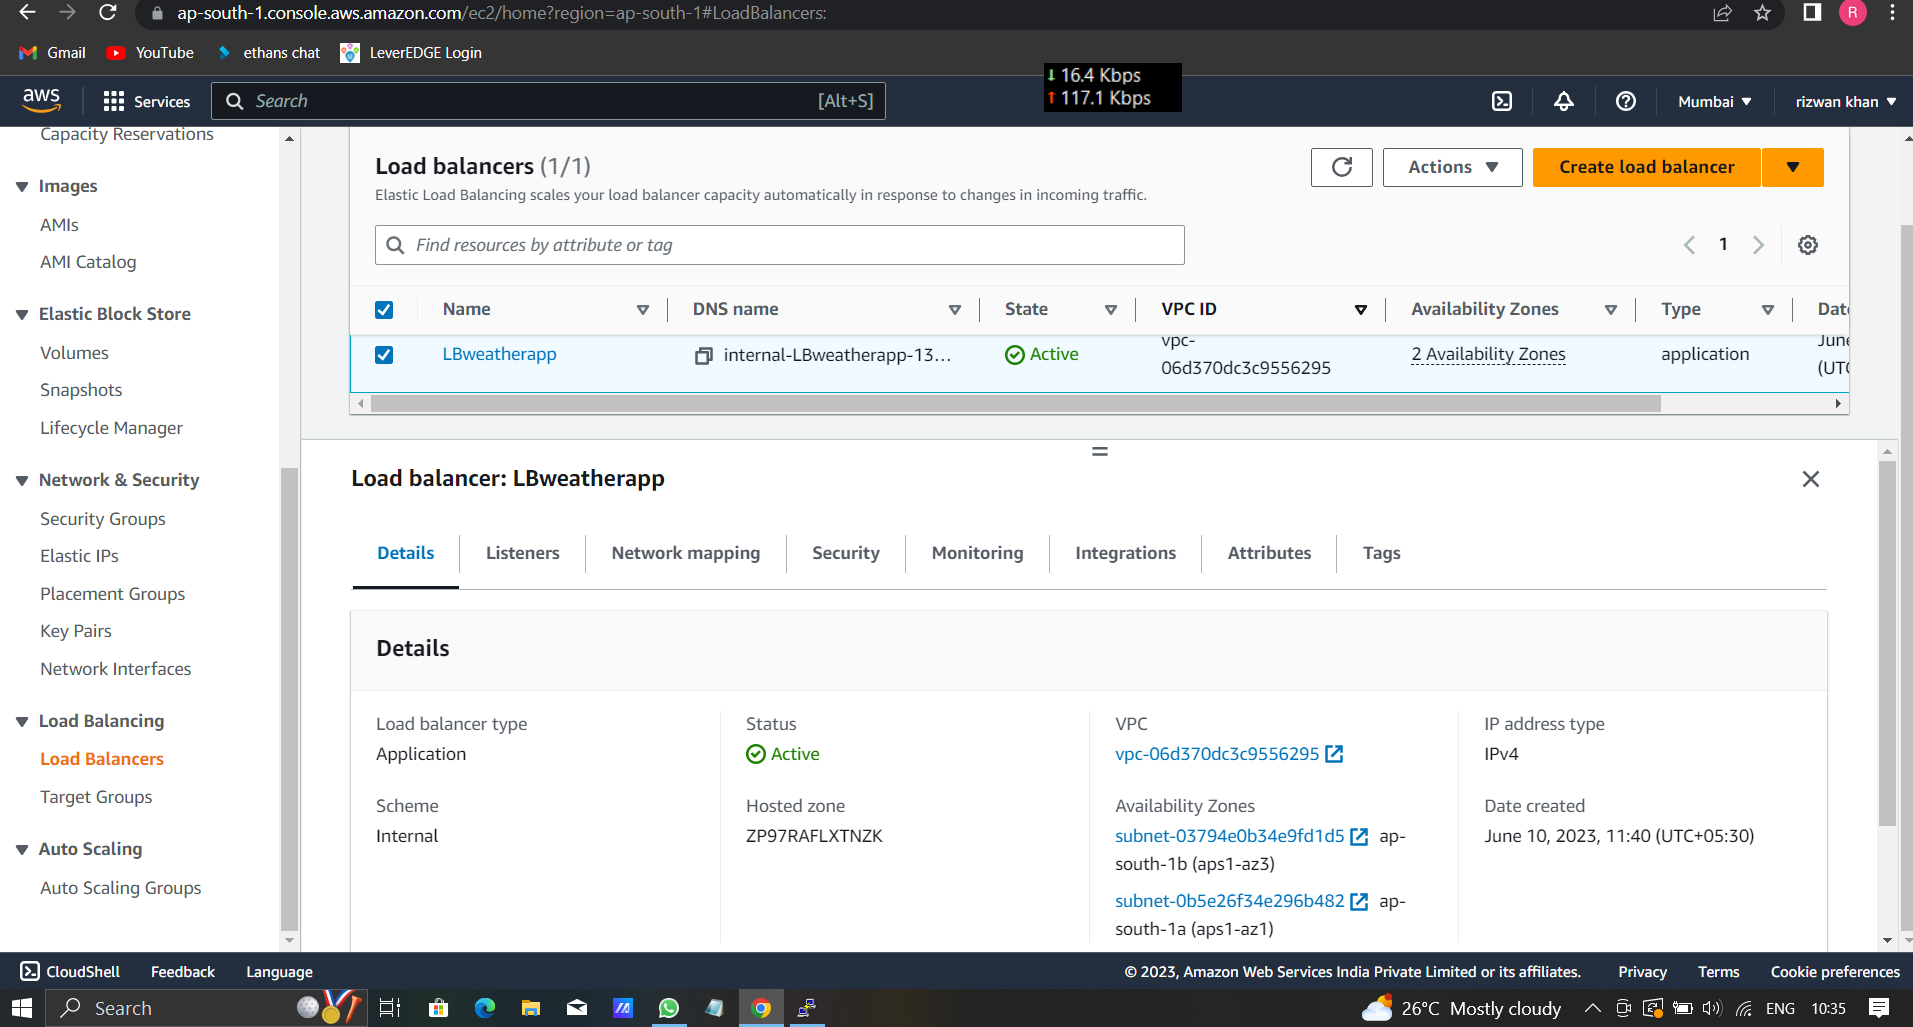 ap-south-1.console.aws.amazon.com/ec2/home?region=ap-south-1#LoadBalancers:
R
Gmail YouTube ethans chat LeverEDGE Login
16.4 Kbps
117.1 Kbps
aws Services Search [Alt+S] Mumbai rizwan khan
Capacity Reservations
Images
AMIs
AMI Catalog
Elastic Block Store
Volumes
Snapshots
Lifecycle Manager
Network & Security
Security Groups
Elastic IPs
Placement Groups
Key Pairs
Network Interfaces
Load Balancing
Load Balancers
Target Groups
Auto Scaling
Auto Scaling Groups
Load balancers (1/1)
Elastic Load Balancing scales your load balancer capacity automatically in response to changes in incoming traffic.
Actions Create load balancer
Find resources by attribute or tag
1
Name DNS name State VPC ID Availability Zones Type Date
LBweatherapp internal-LBweatherapp-13... Active vpc-
06d370dc3c9556295 2 Availability Zones application June
(UTC
Load balancer: LBweatherapp
Details Listeners Network mapping Security Monitoring Integrations Attributes Tags
Details
Load balancer type
Application
Status
Active
VPC
vpc-06d370dc3c9556295
IP address type
IPv4
Scheme
Internal
Hosted zone
ZP97RAFLXTNZK
Availability Zones
subnet-03794e0b34e9fd1d5 ap-
south-1b (aps1-az3)
subnet-0b5e26f34e296b482 ap-
south-1a (aps1-az1)
Date created
June 10, 2023, 11:40 (UTC+05:30)
CloudShell Feedback Language © 2023, Amazon Web Services India Private Limited or its affiliates. Privacy Terms Cookie preferences
Search 26°C Mostly cloudy ENG 10:35